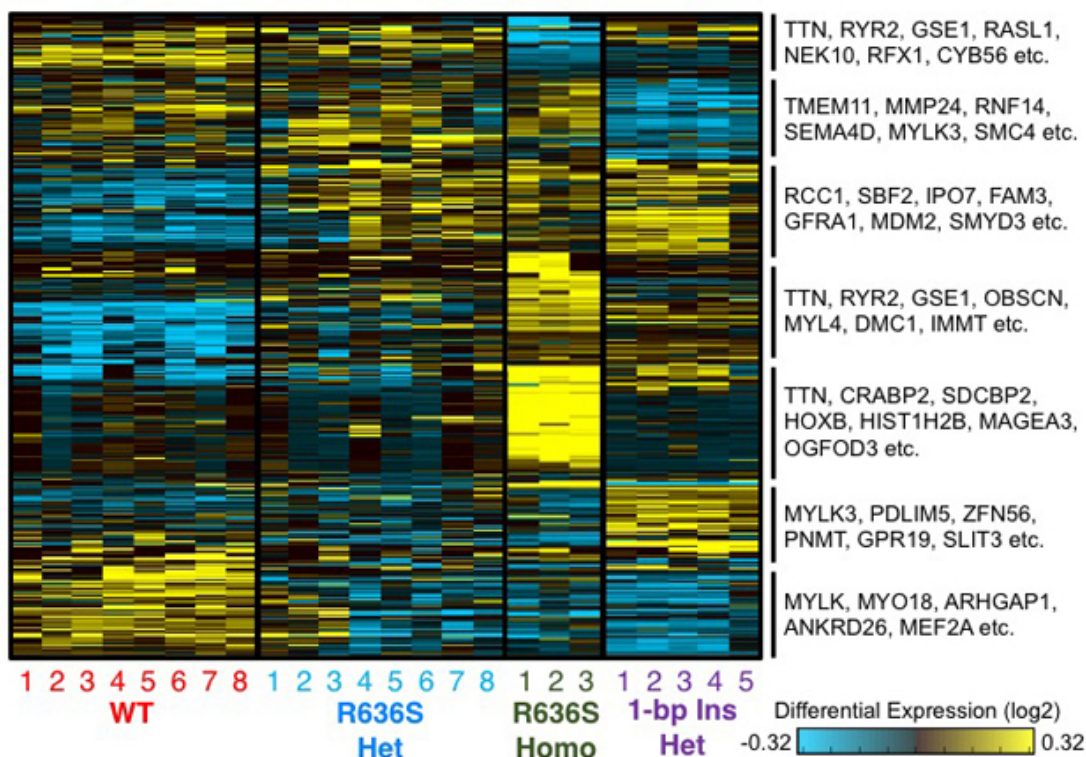 TTN, RYR2, GSE1, RASL1,
NEK10, RFX1, CYB56 etc.
TMEM11, MMP24, RNF14,
SEMA4D, MYLK3, SMC4 etc.
RCC1, SBF2, IPO7, FAM3,
GFRA1, MDM2, SMYD3 etc.
TTN, RYR2, GSE1, OBSCN,
MYL4, DMC1, IMMT etc.
TTN, CRABP2, SDCBP2,
HOXB, HIST1H2B, MAGEA3,
OGFOD3 etc.
MYLK3, PDLIM5, ZFN56,
PNMT, GPR19, SLIT3 etc.
MYLK, MYO18, ARHGAP1,
ANKRD26, MEF2A etc.
1 2 3 4 5 6 7 8 1 2 3 4 5 6 7 8 1 2 3 1 2 3 4 5
WT R636S R636S 1-bp Ins
Het Homo Het
Differential Expression (log2)
-0.32 0.32